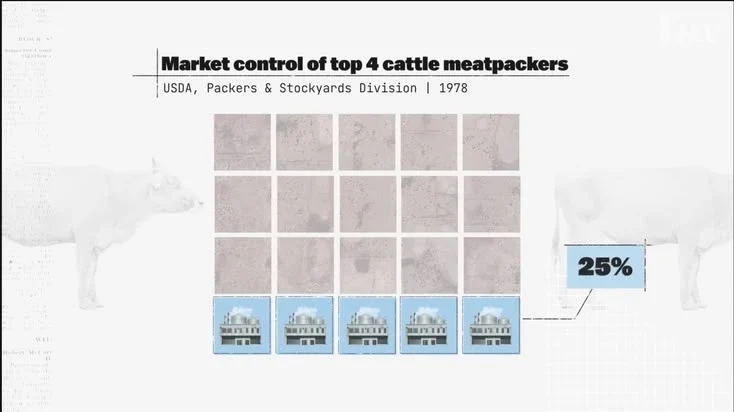 Market control of top 4 cattle meatpackers
USDA, Packers & Stockyards Division | 1978
25%